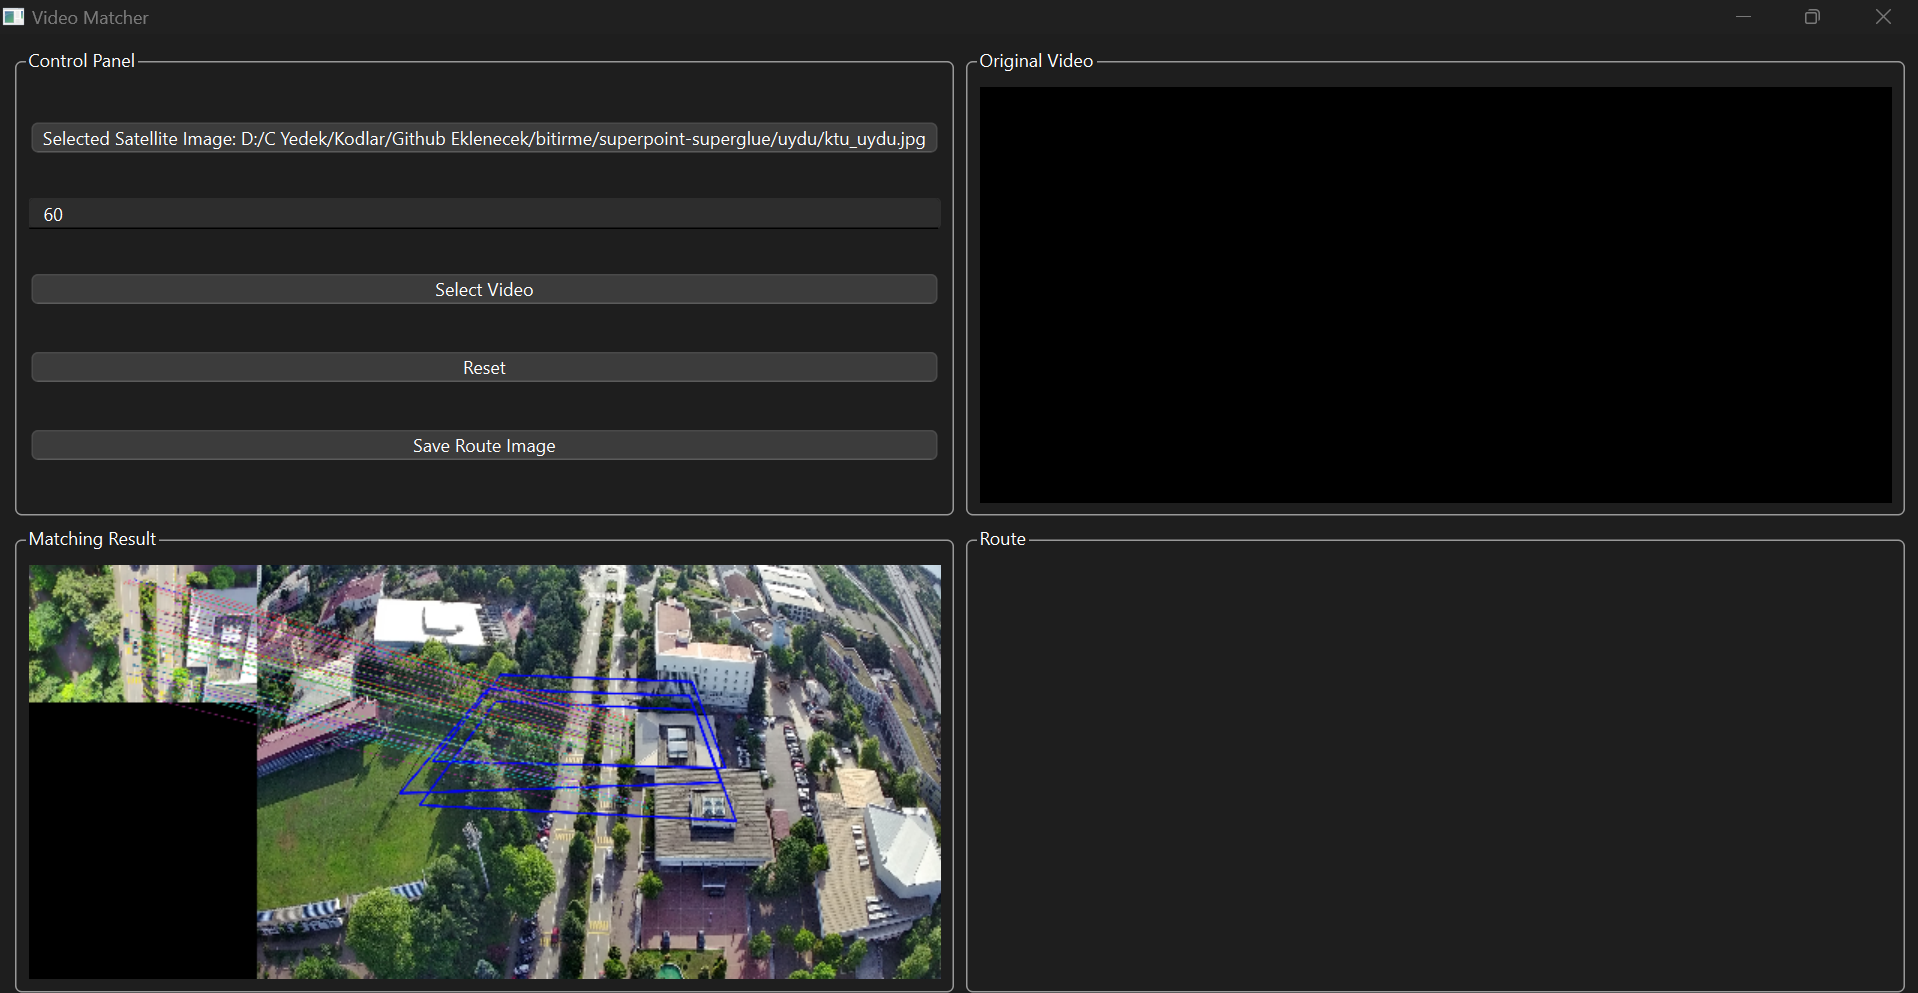 Video Matcher
Control Panel
Selected Satellite Image: D:/C Yedek/Kodlar/Github Eklenecek/bitirme/superpoint-superglue/uydu/ktu_uydu.jpg
60
Select Video
Reset
Save Route Image
Original Video
Matching Result
Route